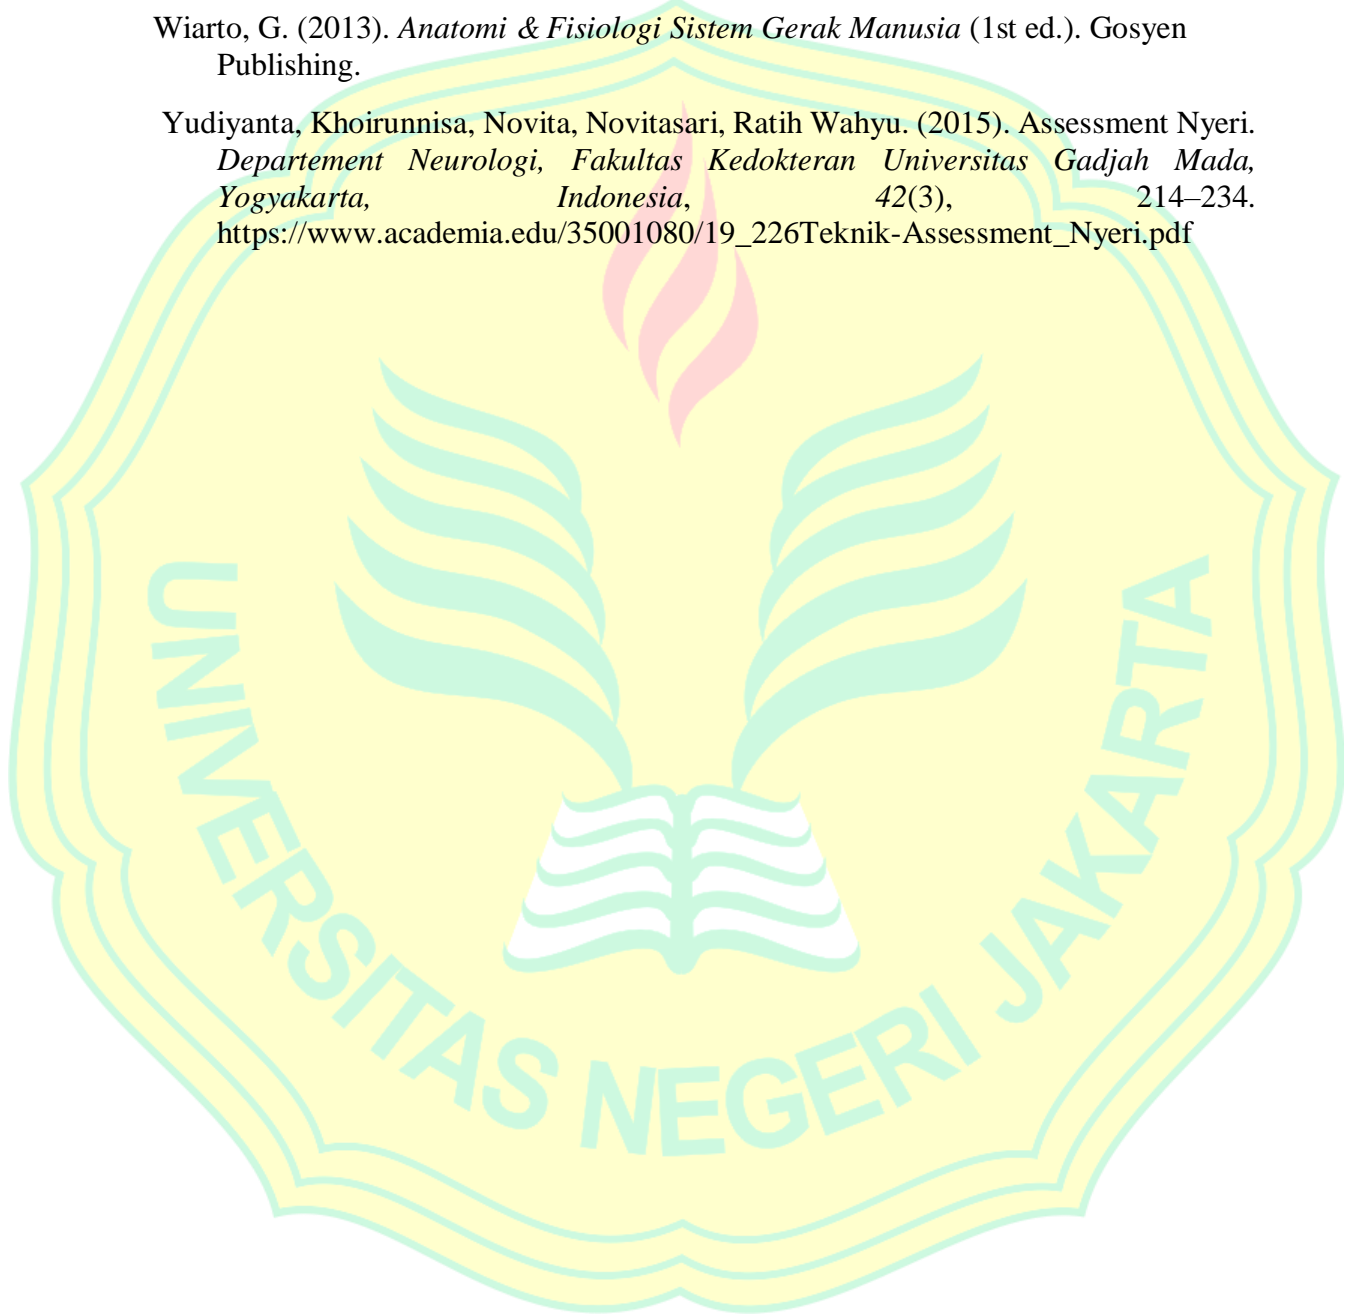 Wiarto, G. (2013). Anatomi & Fisiologi Sistem Gerak Manusia (1st ed.). Gosyen
Publishing.
Yudiyanta, Khoirunnisa, Novita, Novitasari, Ratih Wahyu. (2015). Assessment Nyeri.
Departement Neurologi, Fakultas Kedokteran Universitas Gadjah Mada,
Yogyakarta, Indonesia, 42(3), 214–234.
https://www.academia.edu/35001080/19_226Teknik-Assessment_Nyeri.pdf
UNIVERSITAS NEGERI JAKARTA